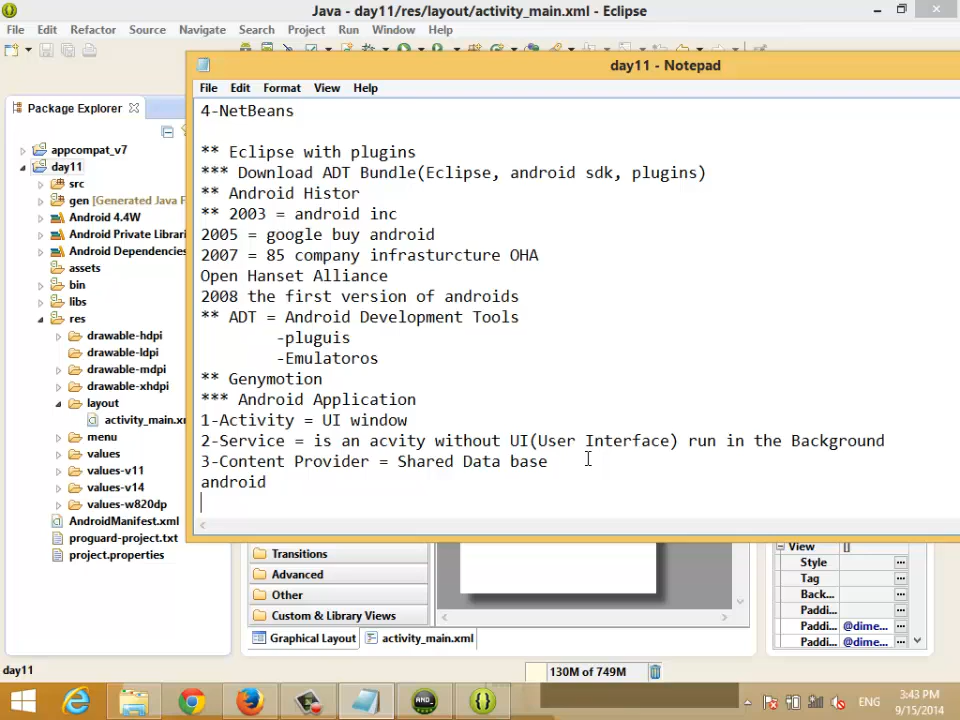 Java - day11/res/layout/activity_main.xml - Eclipse
File Edit Refactor Source Navigate Search Project Run Window Help
day11 - Notepad
File Edit Format View Help
Package Explorer
appcompat_v7
day11
src
gen [Generated Java F
Android 4.4W
Android Private Librari
Android Dependencies
assets
bin
libs
res
drawable-hdpi
drawable-ldpi
drawable-mdpi
drawable-xhdpi
layout
activity_main.xr
menu
values
values-v11
values-v14
values-w820dp
AndroidManifest.xml
proguard-project.txt
project.properties
4-NetBeans
** Eclipse with plugins
*** Download ADT Bundle(Eclipse, android sdk, plugins)
** Android Histor
** 2003 = android inc
2005 = google buy android
2007 = 85 company infrasturcture OHA
Open Hanset Alliance
2008 the first version of androids
** ADT = Android Development Tools
-pluguis
-Emulatoros
** Genymotion
*** Android Application
1-Activity = UI window
2-Service = is an acvity without UI(User Interface) run in the Background
3-Content Provider = Shared Data base
android
Transitions
Advanced
Other
Custom & Library Views
Graphical Layout
activity_main.xml
View []
Style
Tag
Back...
Paddi...
Paddi... @dime...
Paddi... @dime...
day11
130M of 749M
AND
ENG
3:43 PM
9/15/2014